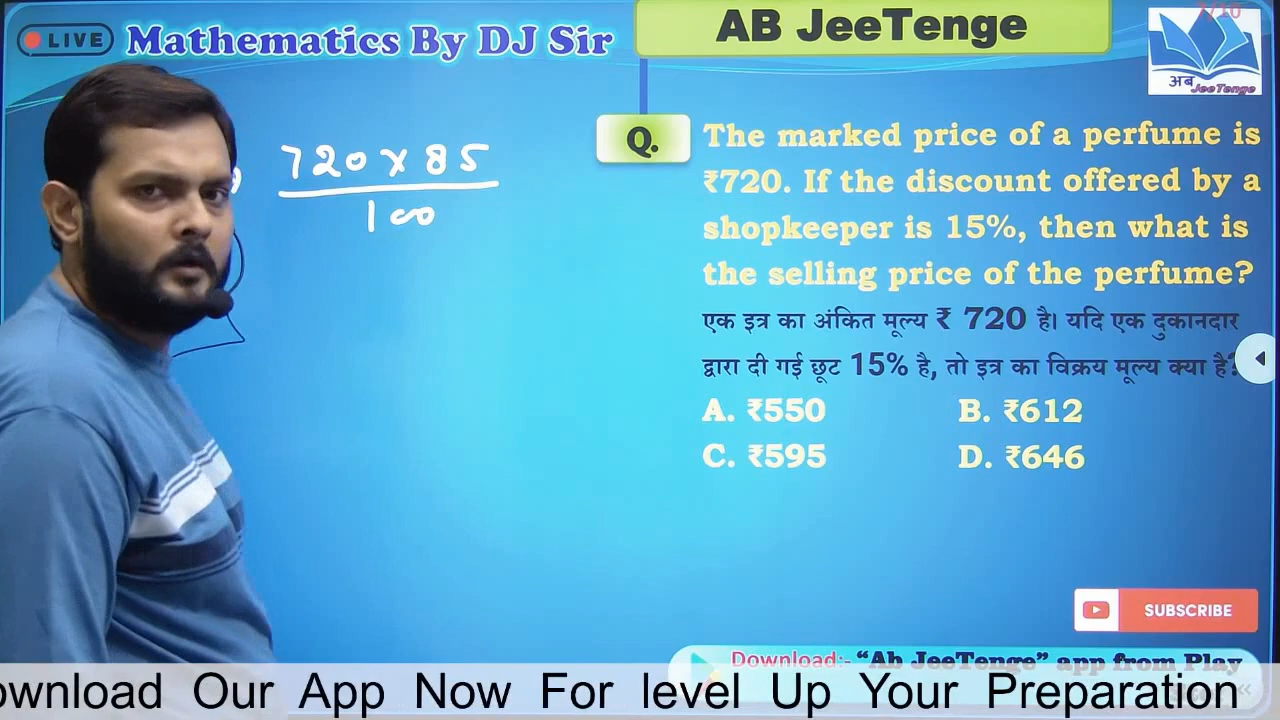 LIVE
Mathematics By DJ Sir
AB JeeTenge
7/10
अब JeeTenge
720 x 85
100
Q.
The marked price of a perfume is
₹720. If the discount offered by a
shopkeeper is 15%, then what is
the selling price of the perfume?
एक इत्र का अंकित मूल्य ₹ 720 है। यदि एक दुकानदार
द्वारा दी गई छूट 15% है, तो इत्र का विक्रय मूल्य क्या है?
A. ₹550 B. ₹612
C. ₹595 D. ₹646
SUBSCRIBE
Download:- “Ab JeeTenge” app from Play
ownload Our App Now For level Up Your Preparation